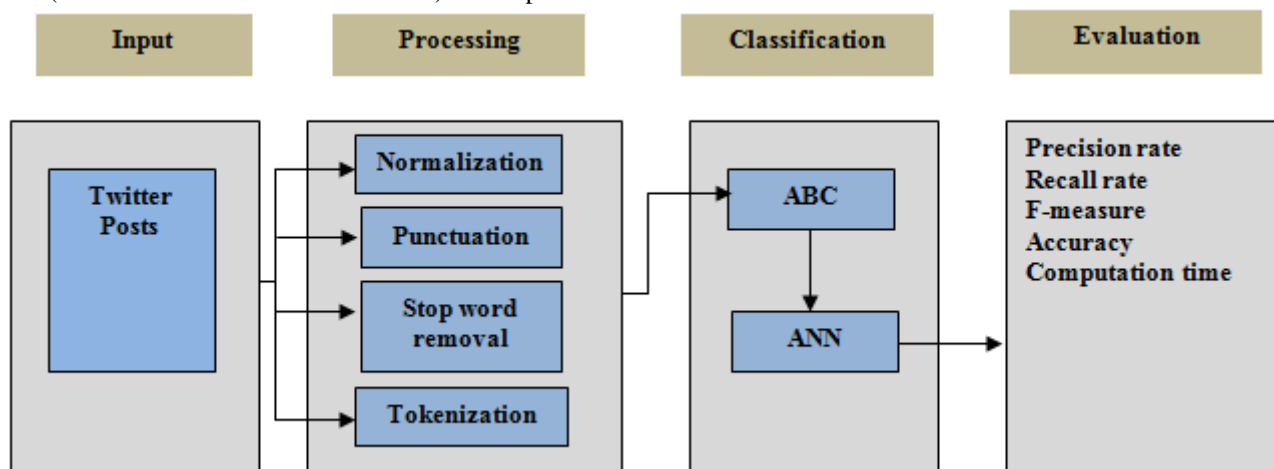 Input
Processing
Classification
Evaluation
Twitter
Posts
Normalization
Punctuation
Stop word
removal
Tokenization
ABC
ANN
Precision rate
Recall rate
F-measure
Accuracy
Computation time